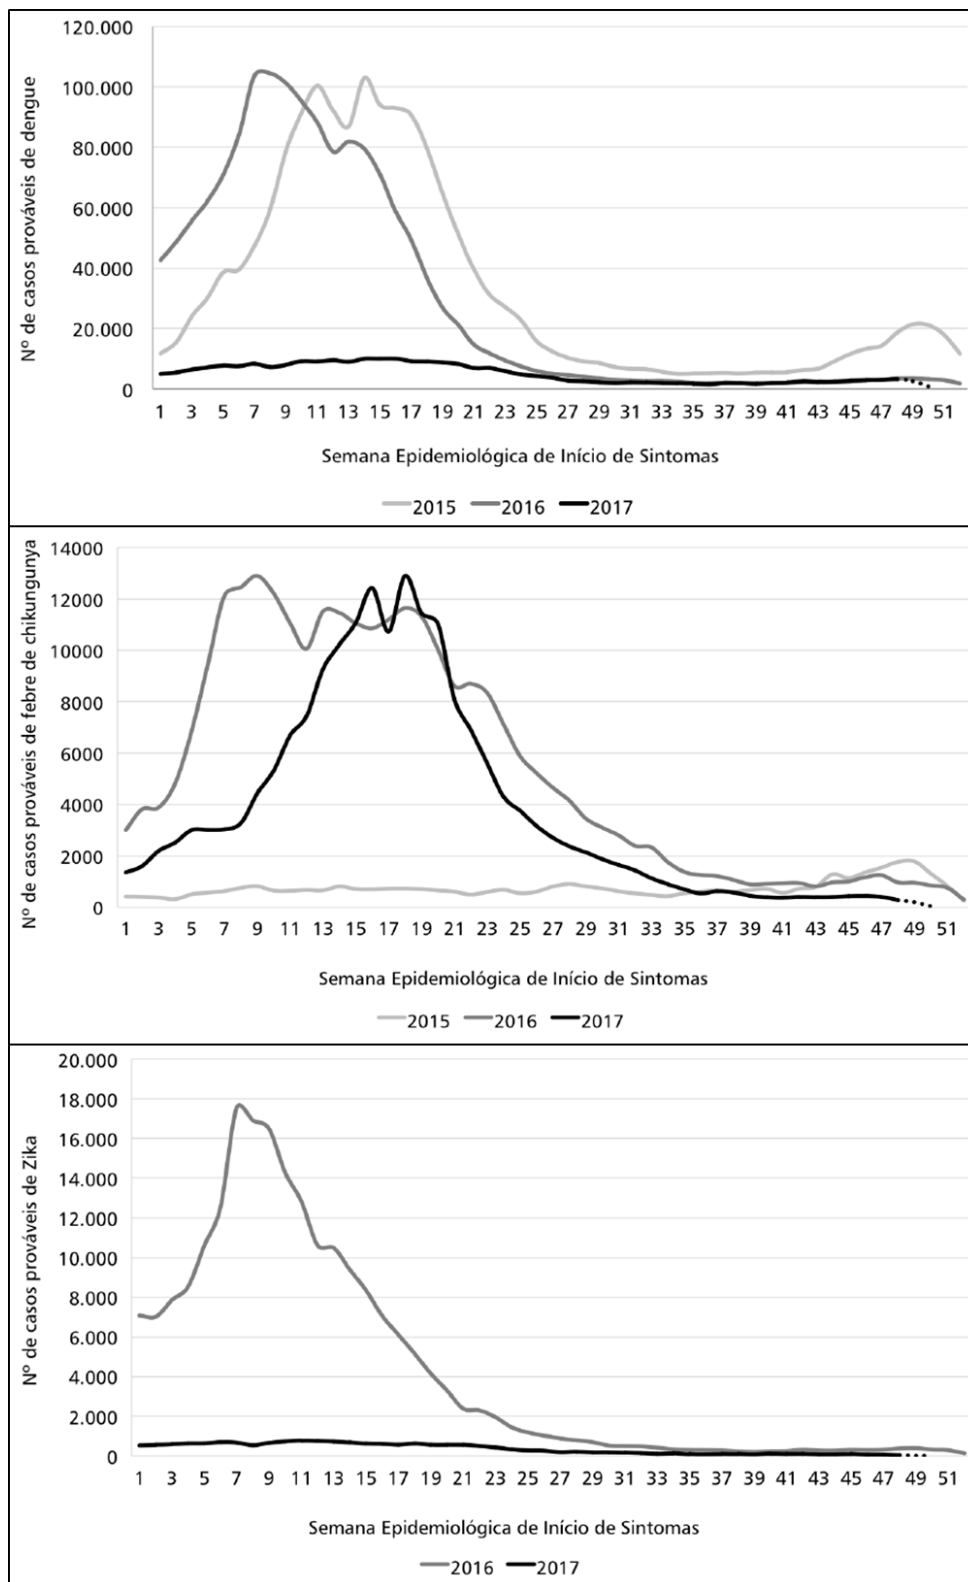 Nº de casos prováveis de dengue
120.000
100.000
80.000
60.000
40.000
20.000
0
1 3 5 7 9 11 13 15 17 19 21 23 25 27 29 31 33 35 37 39 41 43 45 47 49 51
Semana Epidemiológica de Início de Sintomas
2015 2016 2017
Nº de casos prováveis de febre de chikungunya
14000
12000
10000
8000
6000
4000
2000
0
1 3 5 7 9 11 13 15 17 19 21 23 25 27 29 31 33 35 37 39 41 43 45 47 49 51
Semana Epidemiológica de Início de Sintomas
2015 2016 2017
Nº de casos prováveis de Zika
20.000
18.000
16.000
14.000
12.000
10.000
8.000
6.000
4.000
2.000
0
1 3 5 7 9 11 13 15 17 19 21 23 25 27 29 31 33 35 37 39 41 43 45 47 49 51
Semana Epidemiológica de Início de Sintomas
2016 2017